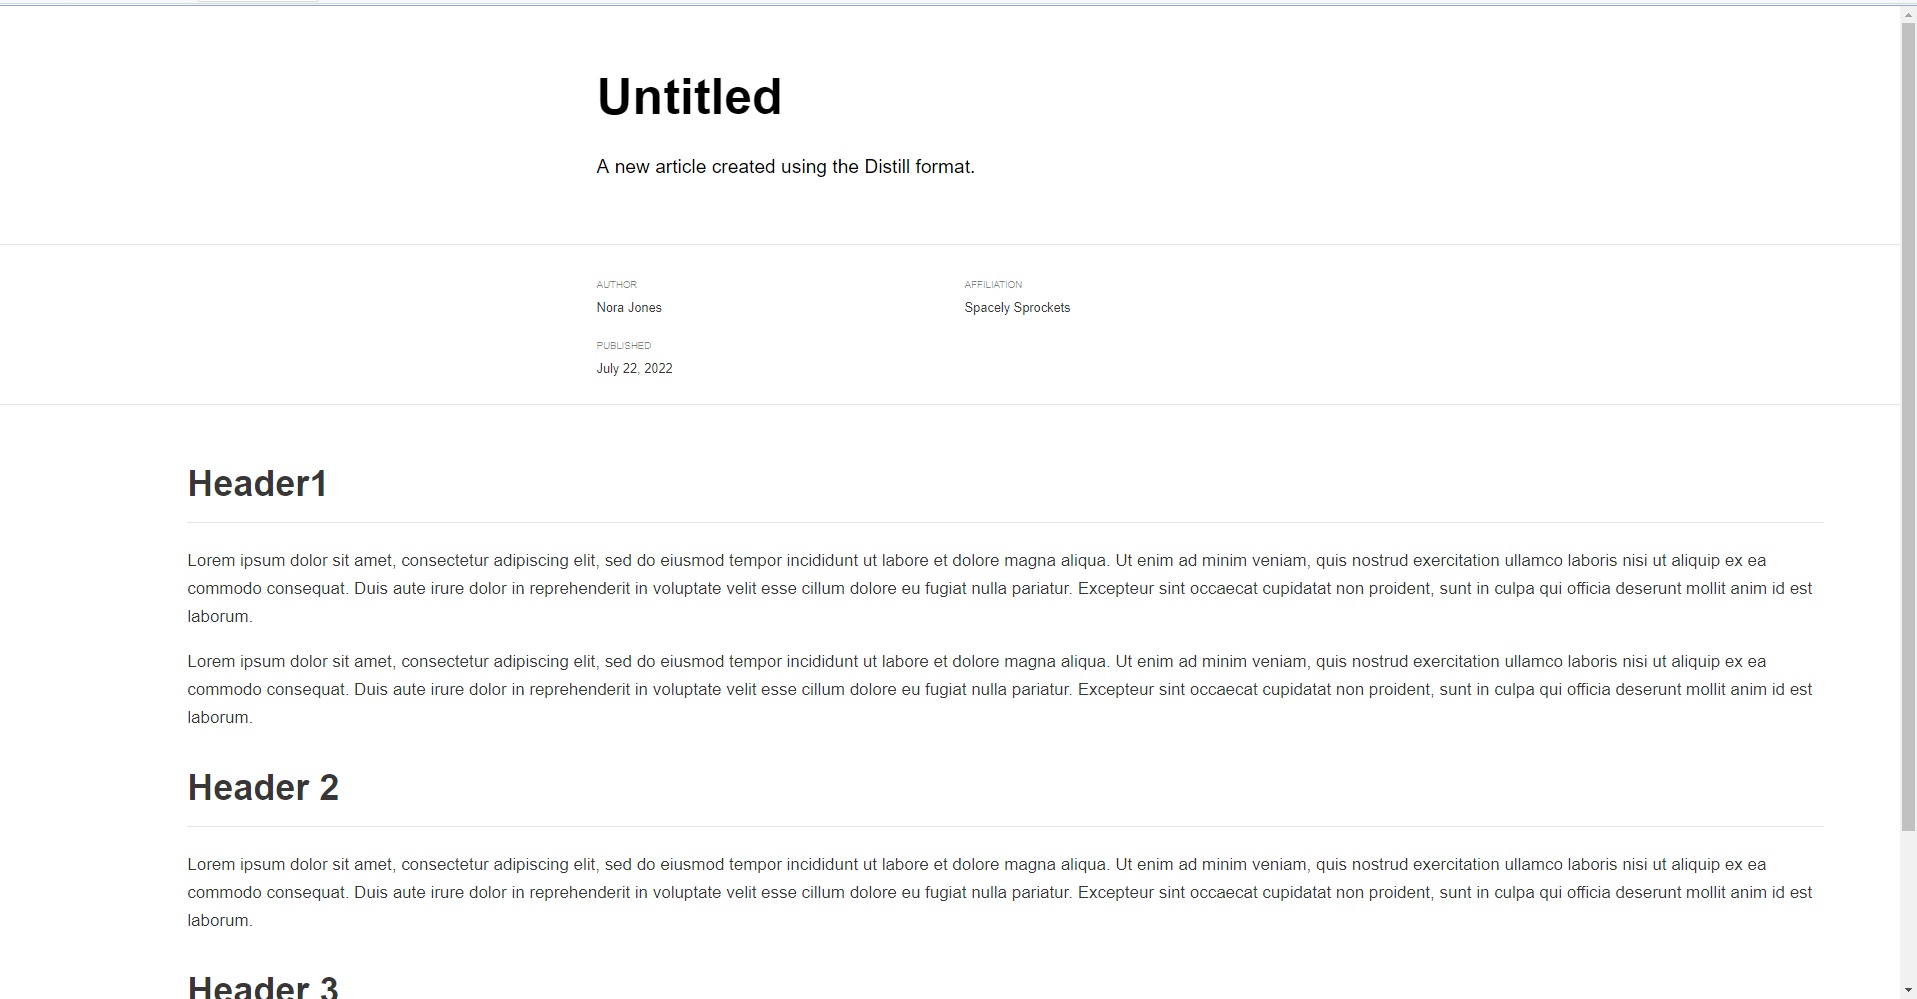 Untitled
A new article created using the Distill format.
AUTHOR
Nora Jones
AFFILIATION
Spacely Sprockets
PUBLISHED
July 22, 2022
Header1
Lorem ipsum dolor sit amet, consectetur adipiscing elit, sed do eiusmod tempor incididunt ut labore et dolore magna aliqua. Ut enim ad minim veniam, quis nostrud exercitation ullamco laboris nisi ut aliquip ex ea
commodo consequat. Duis aute irure dolor in reprehenderit in voluptate velit esse cillum dolore eu fugiat nulla pariatur. Excepteur sint occaecat cupidatat non proident, sunt in culpa qui officia deserunt mollit anim id est
laborum.
Lorem ipsum dolor sit amet, consectetur adipiscing elit, sed do eiusmod tempor incididunt ut labore et dolore magna aliqua. Ut enim ad minim veniam, quis nostrud exercitation ullamco laboris nisi ut aliquip ex ea
commodo consequat. Duis aute irure dolor in reprehenderit in voluptate velit esse cillum dolore eu fugiat nulla pariatur. Excepteur sint occaecat cupidatat non proident, sunt in culpa qui officia deserunt mollit anim id est
laborum.
Header 2
Lorem ipsum dolor sit amet, consectetur adipiscing elit, sed do eiusmod tempor incididunt ut labore et dolore magna aliqua. Ut enim ad minim veniam, quis nostrud exercitation ullamco laboris nisi ut aliquip ex ea
commodo consequat. Duis aute irure dolor in reprehenderit in voluptate velit esse cillum dolore eu fugiat nulla pariatur. Excepteur sint occaecat cupidatat non proident, sunt in culpa qui officia deserunt mollit anim id est
laborum.
Header 3